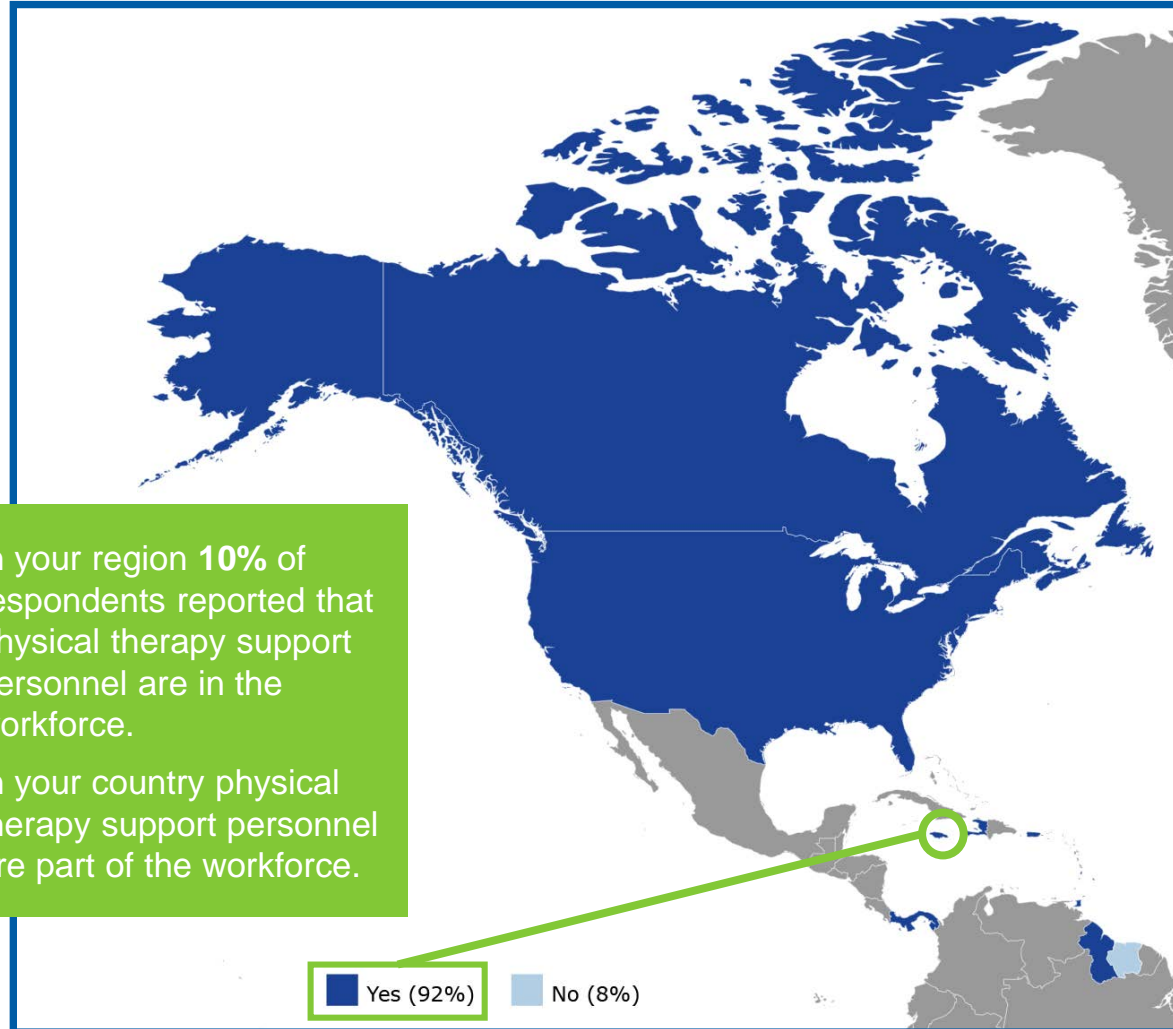 n your region 10% of
espondents reported that
hysical therapy support
ersonnel are in the
orkforce.
n your country physical
herapy support personnel
re part of the workforce.
Yes (92%) No (8%)